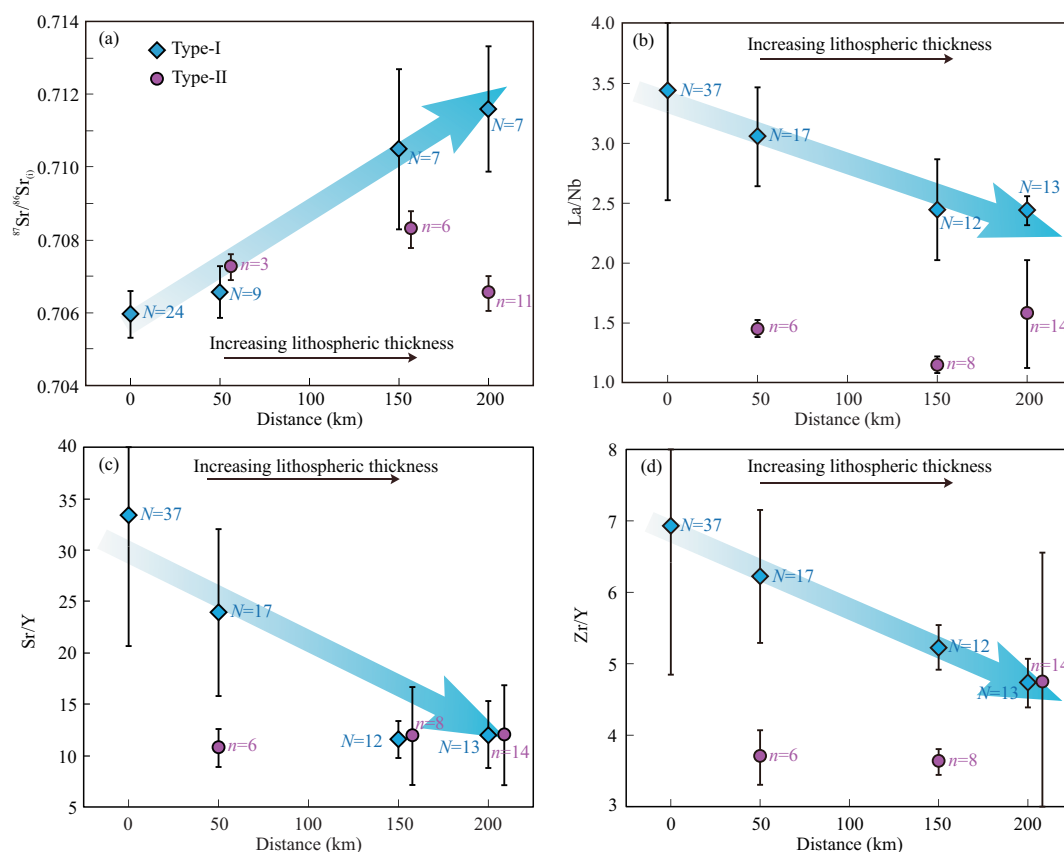 (a)
Type-I
Type-II
0.714
0.712
0.710
0.708
0.706
0.704
⁸⁷Sr/⁸⁶Sr(i)
N=24
N=9
N=7
N=7
n=3
n=6
n=11
Increasing lithospheric thickness
0 50 100 150 200
Distance (km)
(b)
Increasing lithospheric thickness
4.0
3.5
3.0
2.5
2.0
1.5
1.0
La/Nb
N=37
N=17
N=12
N=13
n=6
n=8
n=14
0 50 100 150 200
Distance (km)
(c)
Increasing lithospheric thickness
40
35
30
25
20
15
10
5
Sr/Y
N=37
N=17
N=12
N=13
n=6
n=8
n=14
0 50 100 150 200
Distance (km)
(d)
Increasing lithospheric thickness
8
7
6
5
4
3
Zr/Y
N=37
N=17
N=12
N=13
n=14
n=6
n=8
0 50 100 150 200
Distance (km)